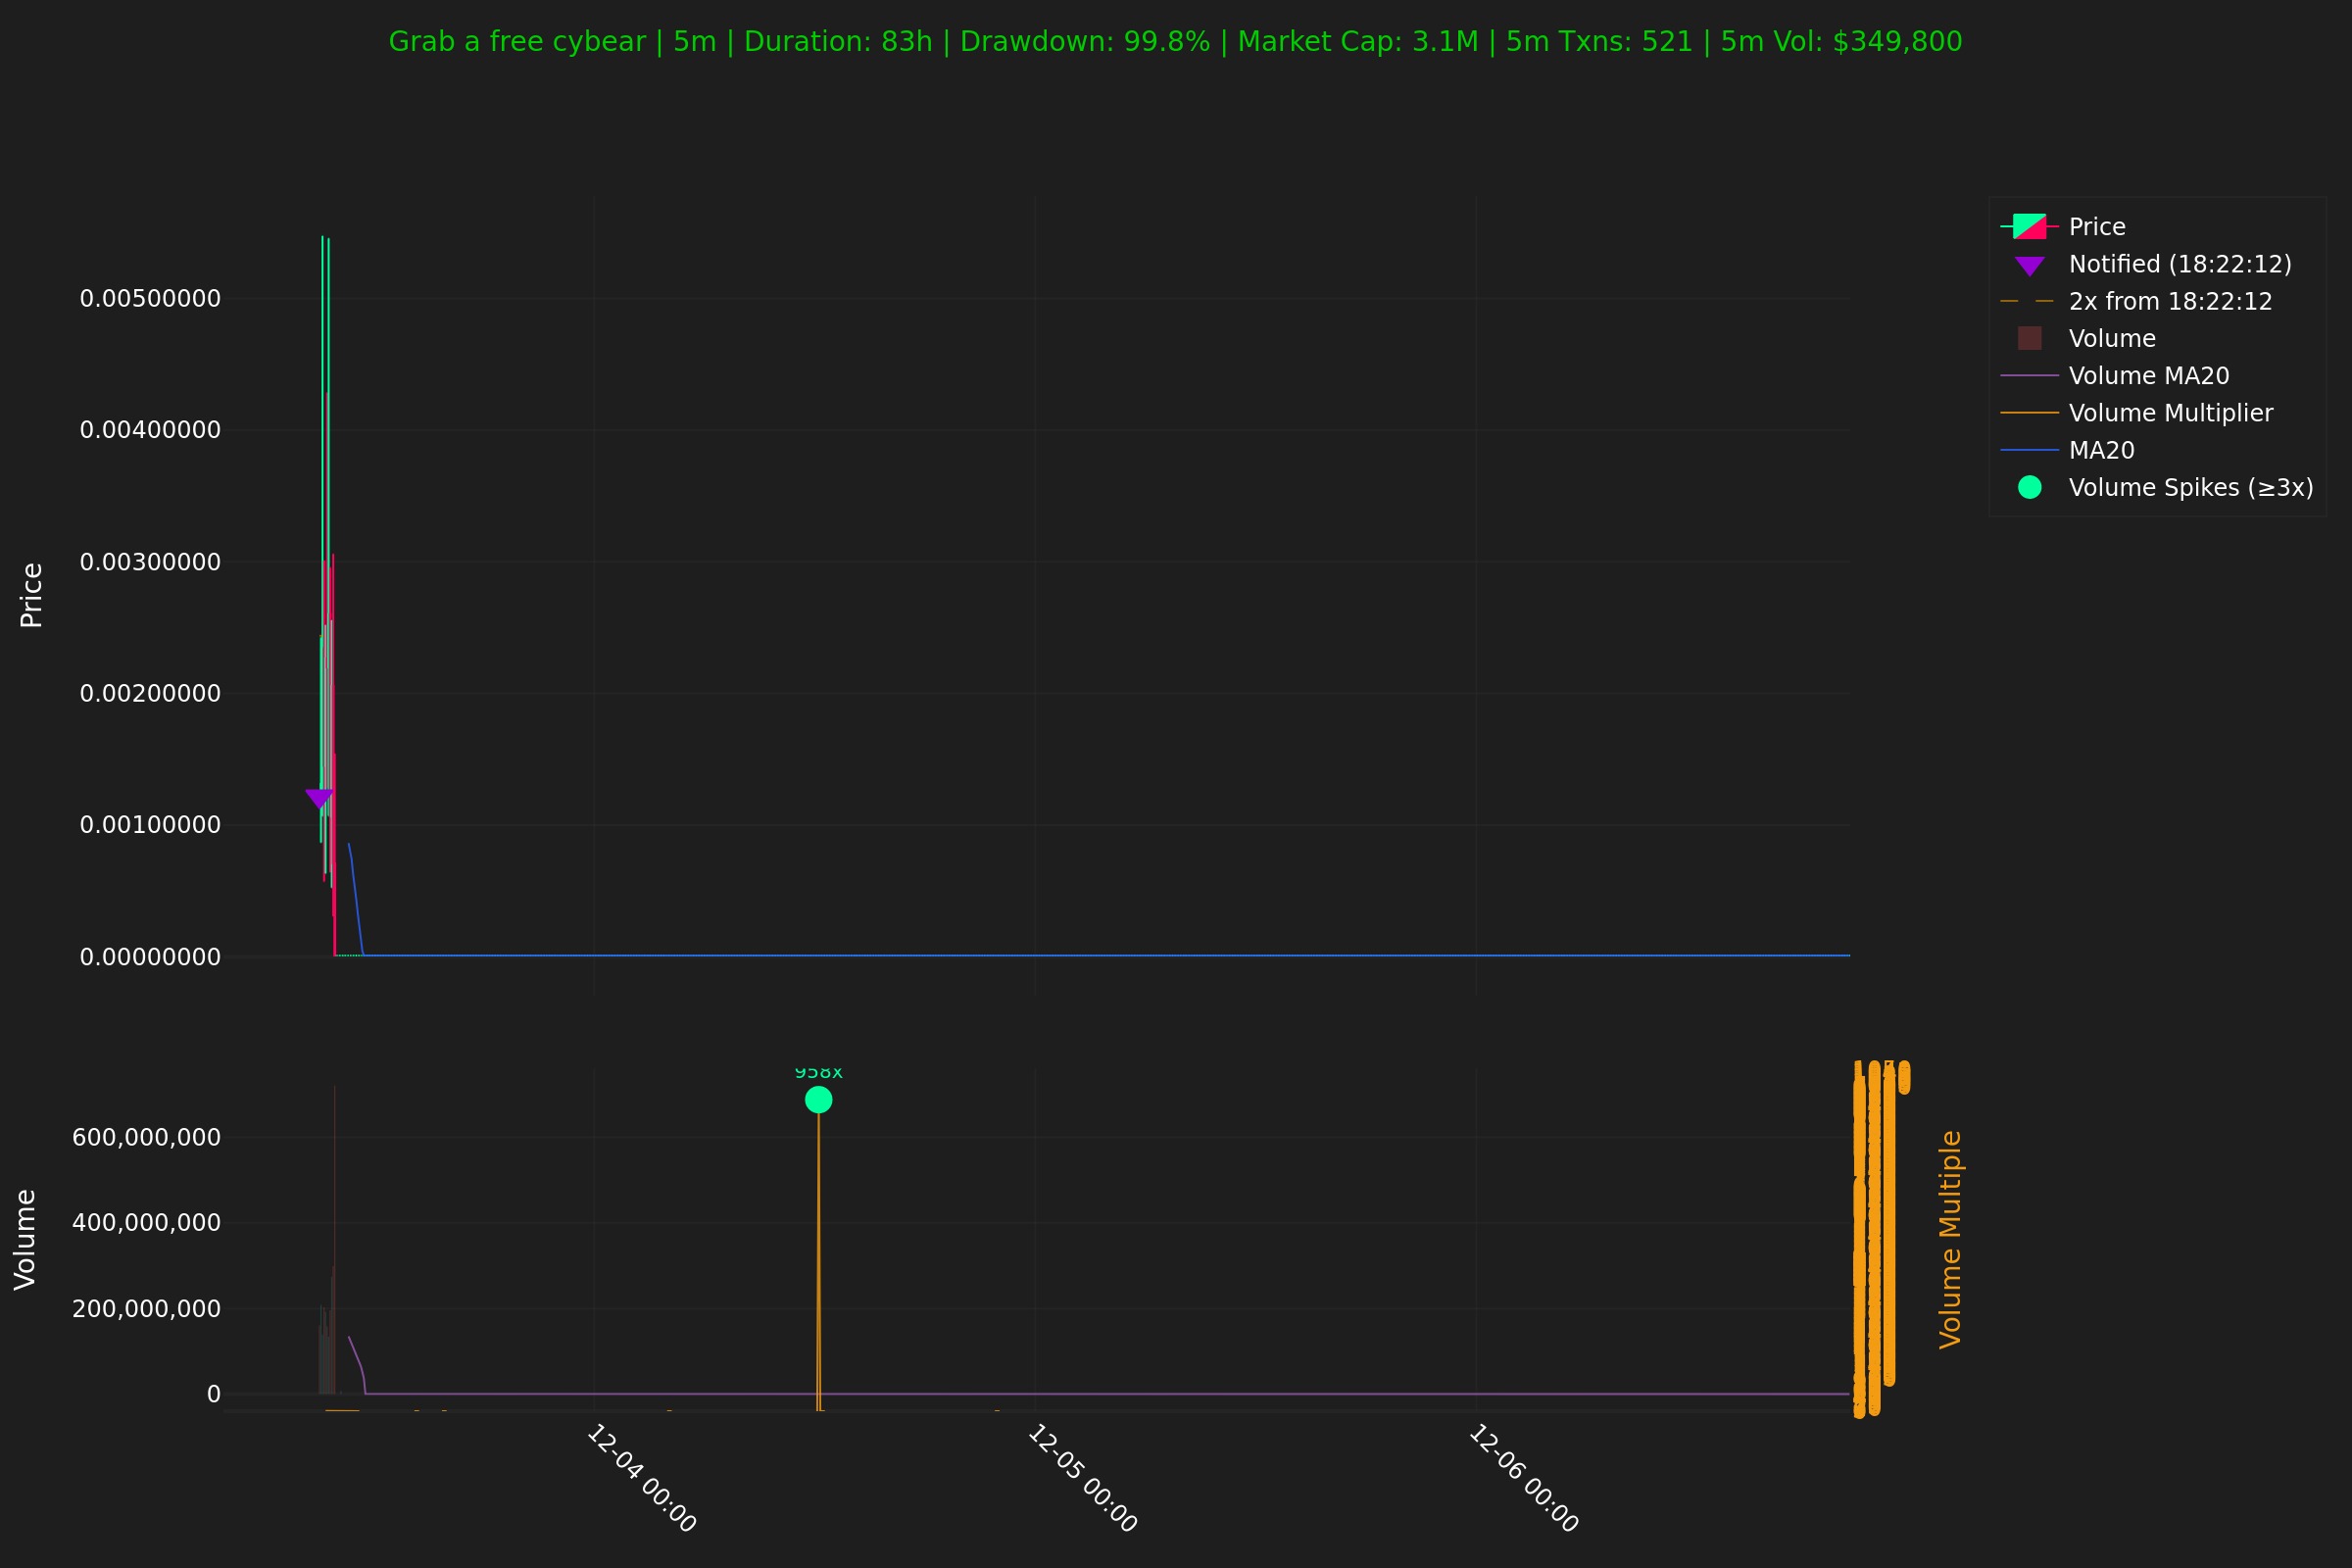 Grab a free cybear | 5m | Duration: 83h | Drawdown: 99.8% | Market Cap: 3.1M | 5m Txns: 521 | 5m Vol: $349,800
Price
Notified (18:22:12)
2x from 18:22:12
Volume
Volume MA20
Volume Multiplier
MA20
Volume Spikes (≥3x)
Price
0.00500000
0.00400000
0.00300000
0.00200000
0.00100000
0.00000000
958x
Volume
600,000,000
400,000,000
200,000,000
0
Volume Multiple
12-04 00:00
12-05 00:00
12-06 00:00